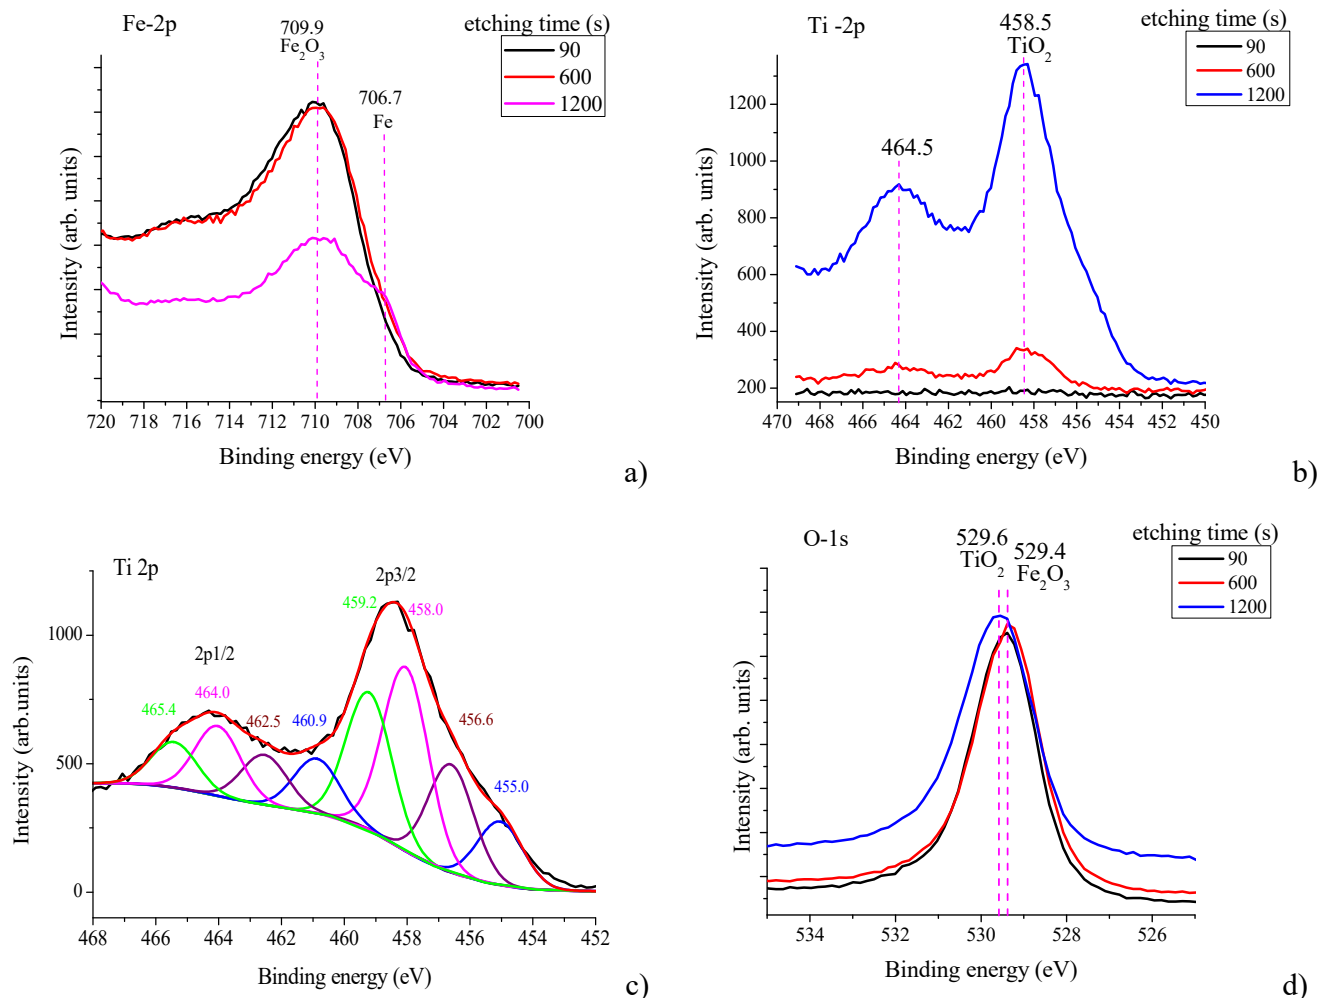 Fe-2p
709.9
Fe₂O₃
706.7
Fe
etching time (s)
90
600
1200
Intensity (arb. units)
720 718 716 714 712 710 708 706 704 702 700
Binding energy (eV)
a)
Ti -2p
458.5
TiO₂
464.5
etching time (s)
90
600
1200
Intensity (arb. units)
1200
1000
800
600
400
200
470 468 466 464 462 460 458 456 454 452 450
Binding energy (eV)
b)
Ti 2p
2p3/2
459.2
458.0
2p1/2
464.0
465.4
462.5
460.9
456.6
455.0
Intensity (arb.units)
1000
500
0
468 466 464 462 460 458 456 454 452
Binding energy (eV)
c)
O-1s
529.6
TiO₂
529.4
Fe₂O₃
etching time (s)
90
600
1200
Intensity (arb. units)
534 532 530 528 526
Binding energy (eV)
d)